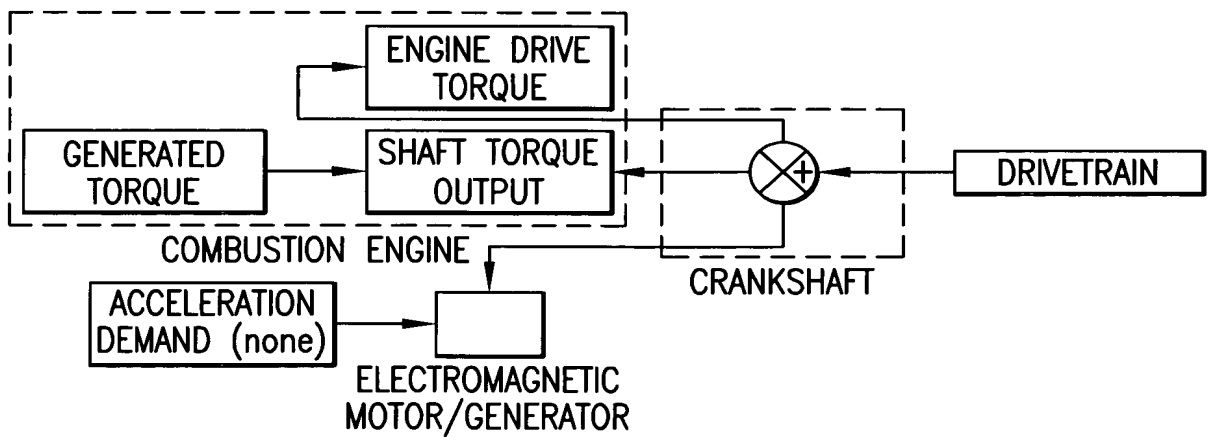 ENGINE DRIVE
TORQUE
GENERATED
TORQUE
SHAFT TORQUE
OUTPUT
+
DRIVETRAIN
COMBUSTION ENGINE
CRANKSHAFT
ACCELERATION
DEMAND (none)
ELECTROMAGNETIC
MOTOR/GENERATOR